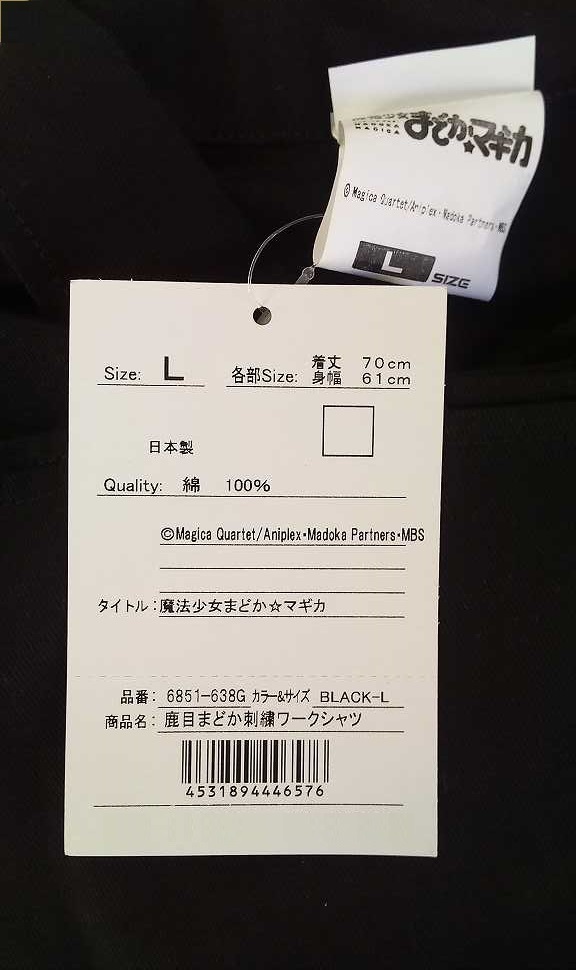 まどか☆マギカ
MAGICA
© Magica Quartet/Aniplex・Madoka Partners・MBS
L SIZE
Size: L 各部Size: 着丈 70cm
身幅 61cm
日本製
Quality: 綿 100%
©Magica Quartet/Aniplex・Madoka Partners・MBS
タイトル:魔法少女まどか☆マギカ
品番: 6851-638G カラー&サイズ BLACK-L
商品名: 鹿目まどか刺繍ワークシャツ
4531894446576